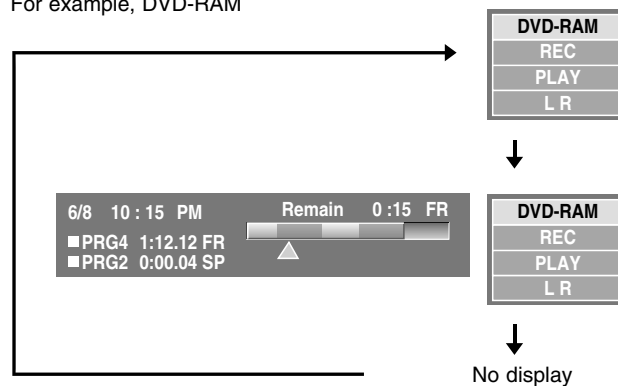 For example, DVD-RAM
DVD-RAM
REC
PLAY
L R
6/8 10 : 15 PM Remain 0 :15 FR
PRG4 1:12.12 FR
PRG2 0:00.04 SP
DVD-RAM
REC
PLAY
L R
No display